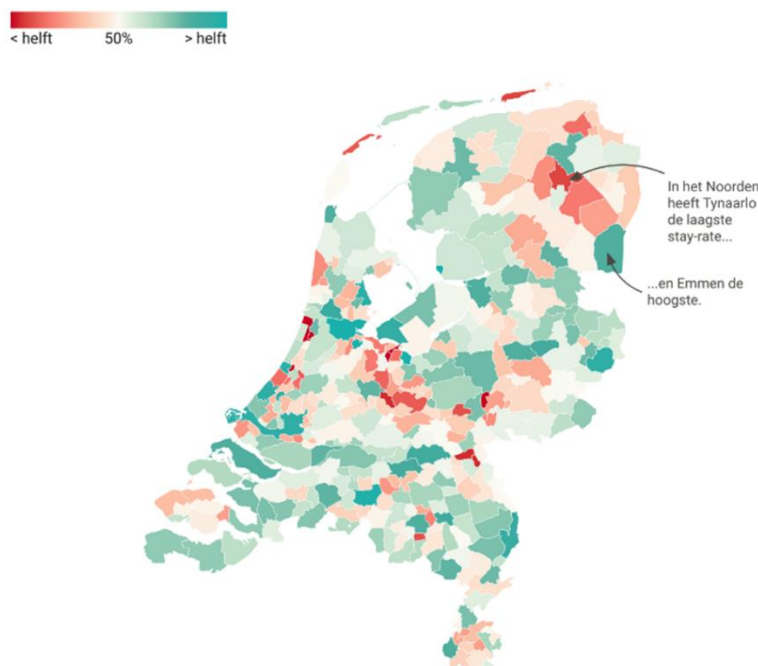 < helft 50% > helft
In het Noorden
heeft Tynaarlo
de laagste
stay-rate...
...en Emmen de
hoogste.